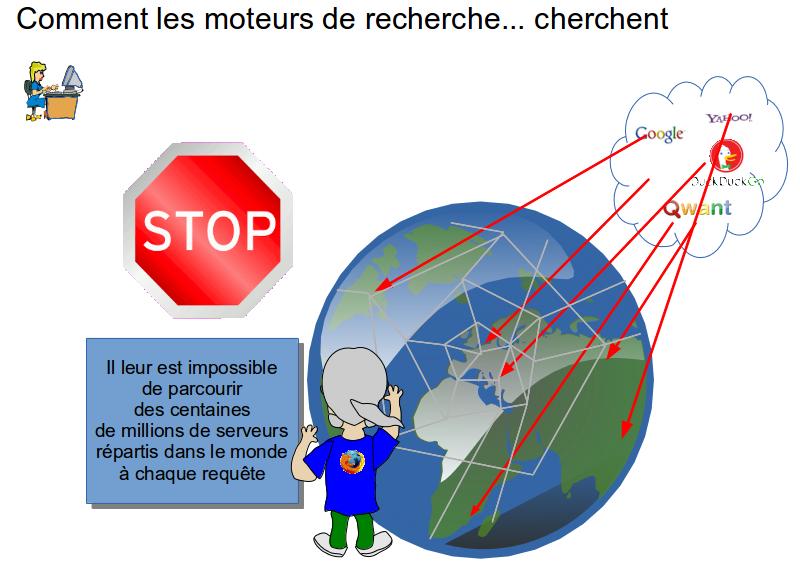 Comment les moteurs de recherche... cherchent
Google
YAHOO!
DuckDuckGo
Qwant
STOP
Il leur est impossible
de parcourir
des centaines
de millions de serveurs
répartis dans le monde
à chaque requête